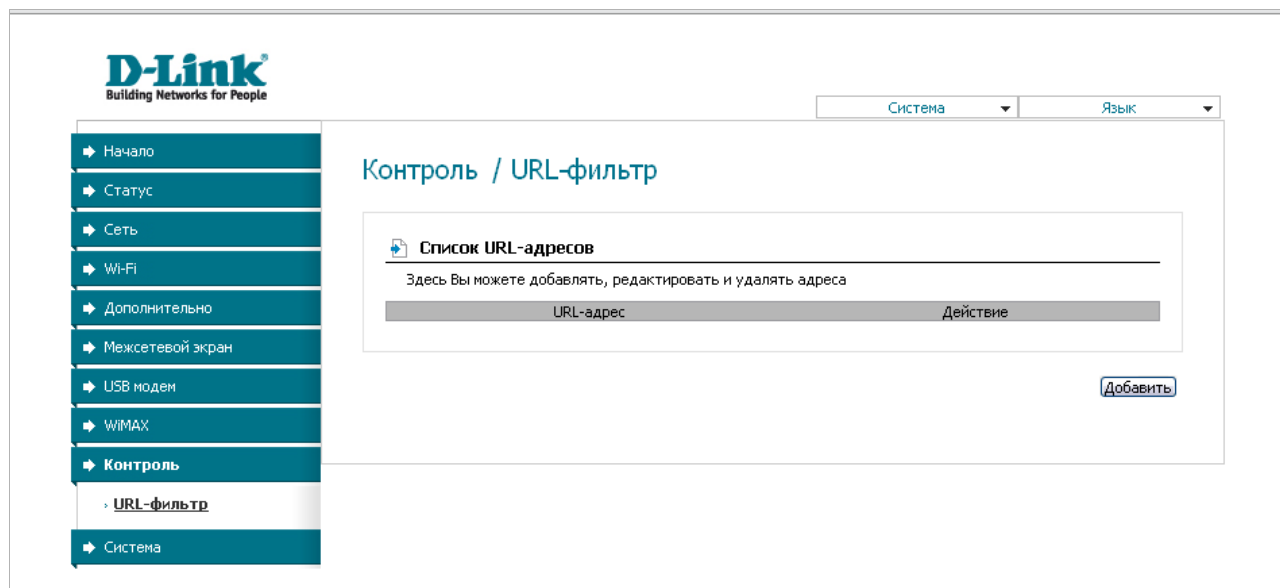 D-Link®
Building Networks for People
Система
Язык
Начало
Статус
Сеть
Wi-Fi
Дополнительно
Межсетевой экран
USB модем
WiMAX
Контроль
URL-фильтр
Система
Контроль / URL-фильтр
Список URL-адресов
Здесь Вы можете добавлять, редактировать и удалять адреса
URL-адрес Действие
Добавить